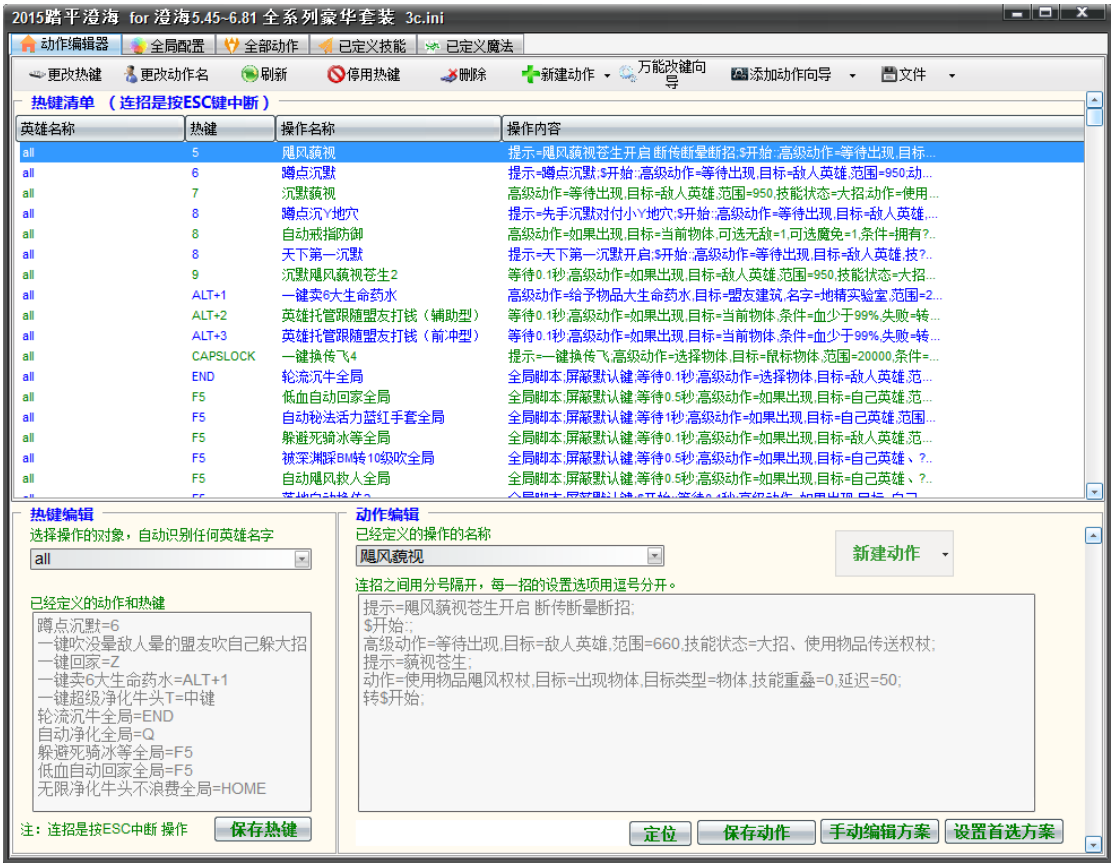 2015踏平澄海 for 澄海5.45~6.81 全系列豪华套装 3c.ini
动作编辑器 全局配置 全部动作 已定义技能 已定义魔法
更改热键 更改动作名 刷新 停用热键 删除 新建动作 万能改键向导 添加动作向导 文件
热键清单 (连招是按ESC键中断)
英雄名称 热键 操作名称 操作内容
all 5 飓风藐视 提示=飓风藐视苍生开启 断传断晕断招;$开始:;高级动作=等待出现,目标...
all 6 蹲点沉默 提示=蹲点沉默;$开始:;高级动作=等待出现,目标=敌人英雄,范围=950;动...
all 7 沉默藐视 高级动作=等待出现,目标=敌人英雄,范围=950,技能状态=大招;动作=使用...
all 8 蹲点沉Y地穴 提示=先手沉默对付小Y地穴;$开始:;高级动作=等待出现,目标=敌人英雄,...
all 8 自动戒指防御 高级动作=如果出现,目标=当前物体,可选无敌=1,可选魔免=1,条件=拥有?..
all 8 天下第一沉默 提示=天下第一沉默开启;$开始:;高级动作=等待出现,目标=敌人英雄,技?..
all 9 沉默飓风藐视苍生2 等待0.1秒;高级动作=如果出现,目标=敌人英雄,范围=950,技能状态=大招...
all ALT+1 一键卖6大生命药水 高级动作=给予物品大生命药水,目标=盟友建筑,名字=地精实验室,范围=2...
all ALT+2 英雄托管跟随盟友打钱（辅助型） 等待0.1秒;高级动作=如果出现,目标=当前物体,条件=血少于99%,失败=转...
all ALT+3 英雄托管跟随盟友打钱（前冲型） 等待0.1秒;高级动作=如果出现,目标=当前物体,条件=血少于99%,失败=转...
all CAPSLOCK 一键换传飞4 提示=一键换传飞;高级动作=选择物体,目标=鼠标物体,范围=20000,条件=...
all END 轮流沉牛全局 全局脚本;屏蔽默认键;等待0.1秒;高级动作=选择物体,目标=敌人英雄,范...
all F5 低血自动回家全局 全局脚本;屏蔽默认键;等待0.5秒;高级动作=如果出现,目标=自己英雄,范...
all F5 自动秘法活力蓝红手套全局 全局脚本;屏蔽默认键;等待1秒;高级动作=如果出现,目标=自己英雄,范围...
all F5 躲避死骑冰等全局 全局脚本;屏蔽默认键;等待0.1秒;高级动作=如果出现,目标=敌人英雄,范...
all F5 被深渊踩BM转10级吹全局 全局脚本;屏蔽默认键;等待0.5秒;高级动作=如果出现,目标=自己英雄、?..
all F5 自动飓风救人全局 全局脚本;屏蔽默认键;等待0.5秒;高级动作=如果出现,目标=自己英雄、?..
热键编辑 动作编辑
选择操作的对象，自动识别任何英雄名字
all
已经定义的动作和热键
蹲点沉默=6
一键吹没晕敌人晕的盟友吹自己躲大招
一键回家=Z
一键卖6大生命药水=ALT+1
一键超级净化牛头T=中键
轮流沉牛全局=END
自动净化全局=Q
躲避死骑冰等全局=F5
低血自动回家全局=F5
无限净化牛头不浪费全局=HOME
注：连招是按ESC中断 操作 保存热键
已经定义的操作的名称
飓风藐视
新建动作
连招之间用分号隔开，每一招的设置选项用逗号分开。
提示=飓风藐视苍生开启 断传断晕断招;
$开始:;
高级动作=等待出现,目标=敌人英雄,范围=660,技能状态=大招、使用物品传送权杖;
提示=藐视苍生;
动作=使用物品飓风权杖,目标=出现物体,目标类型=物体,技能重叠=0,延迟=50;
转$开始;
定位 保存动作 手动编辑方案 设置首选方案